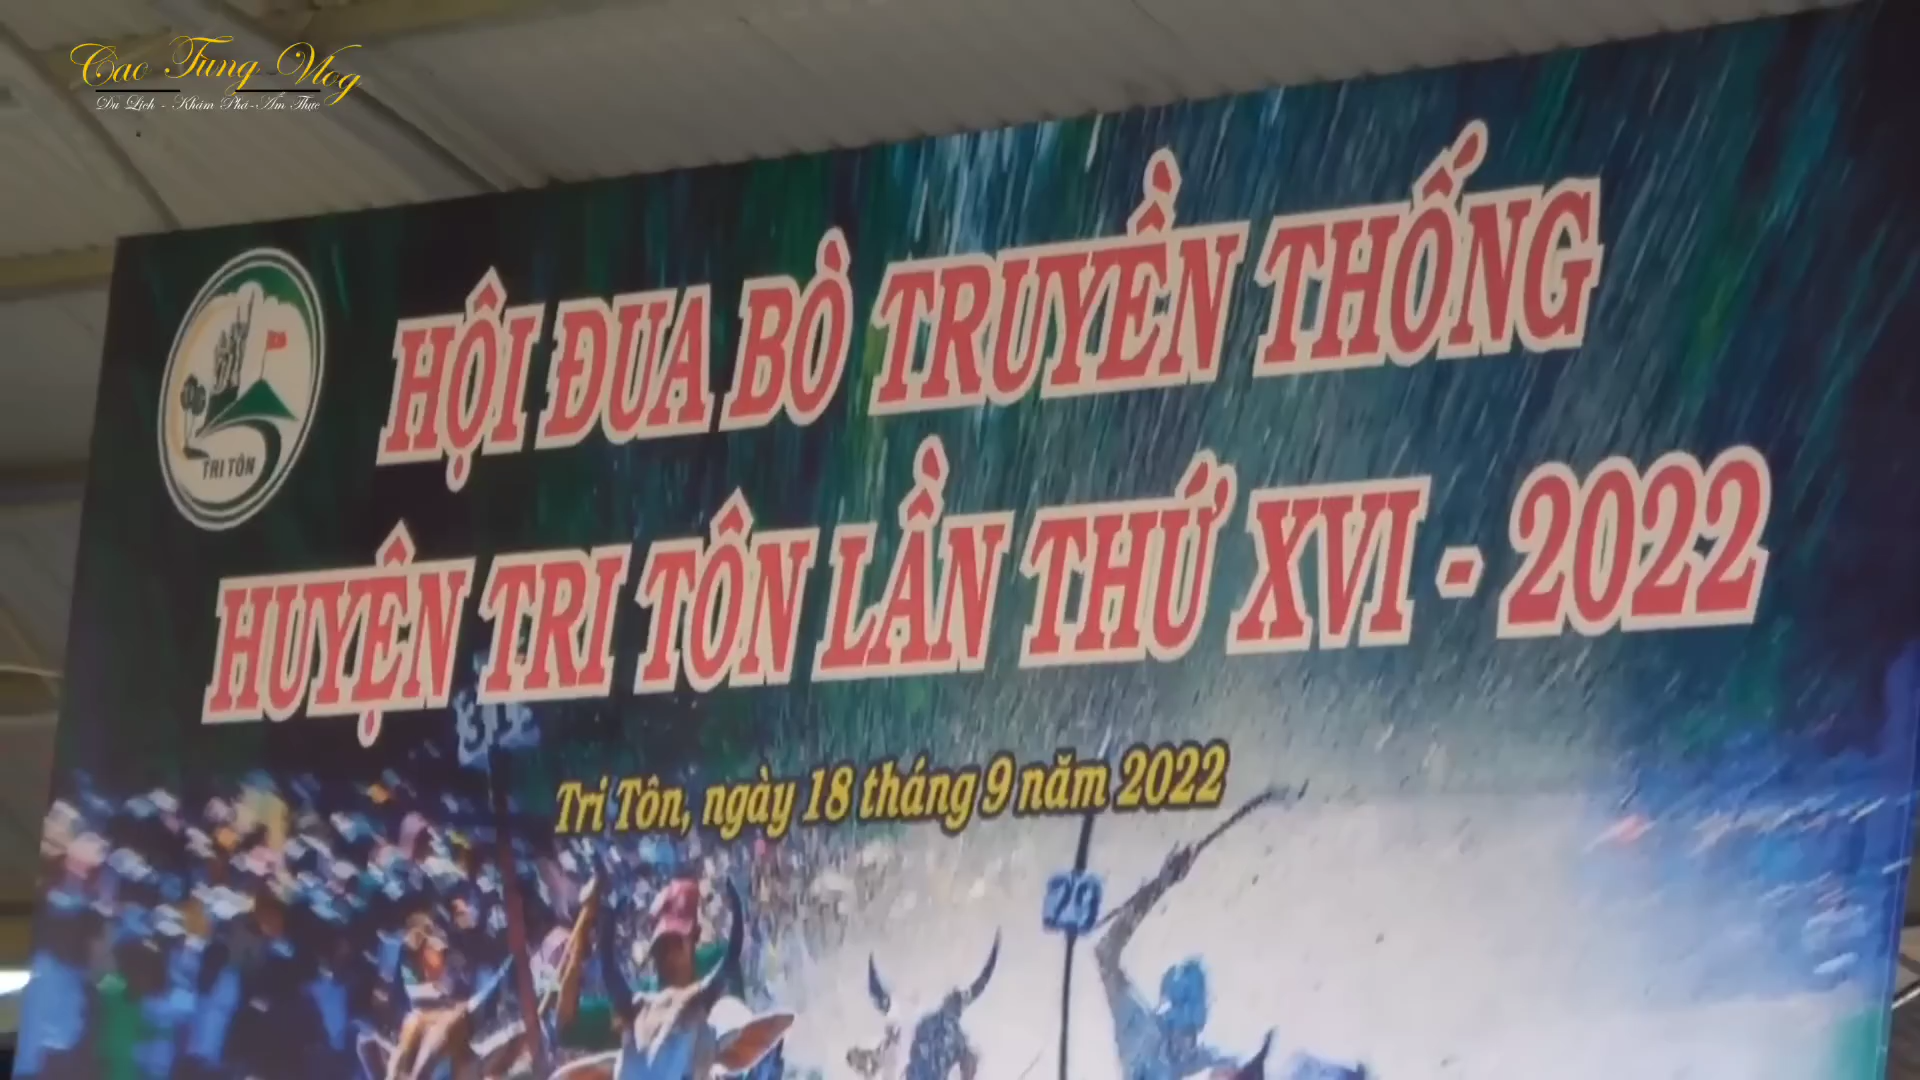 Cao Tùng Vlog
Du Lịch - Khám Phá - Ẩm Thực
HỘI ĐUA BÒ TRUYỀN THỐNG
TRI TÔN
HUYỆN TRI TÔN LẦN THỨ XVI - 2022
Tri Tôn, ngày 18 tháng 9 năm 2022
29